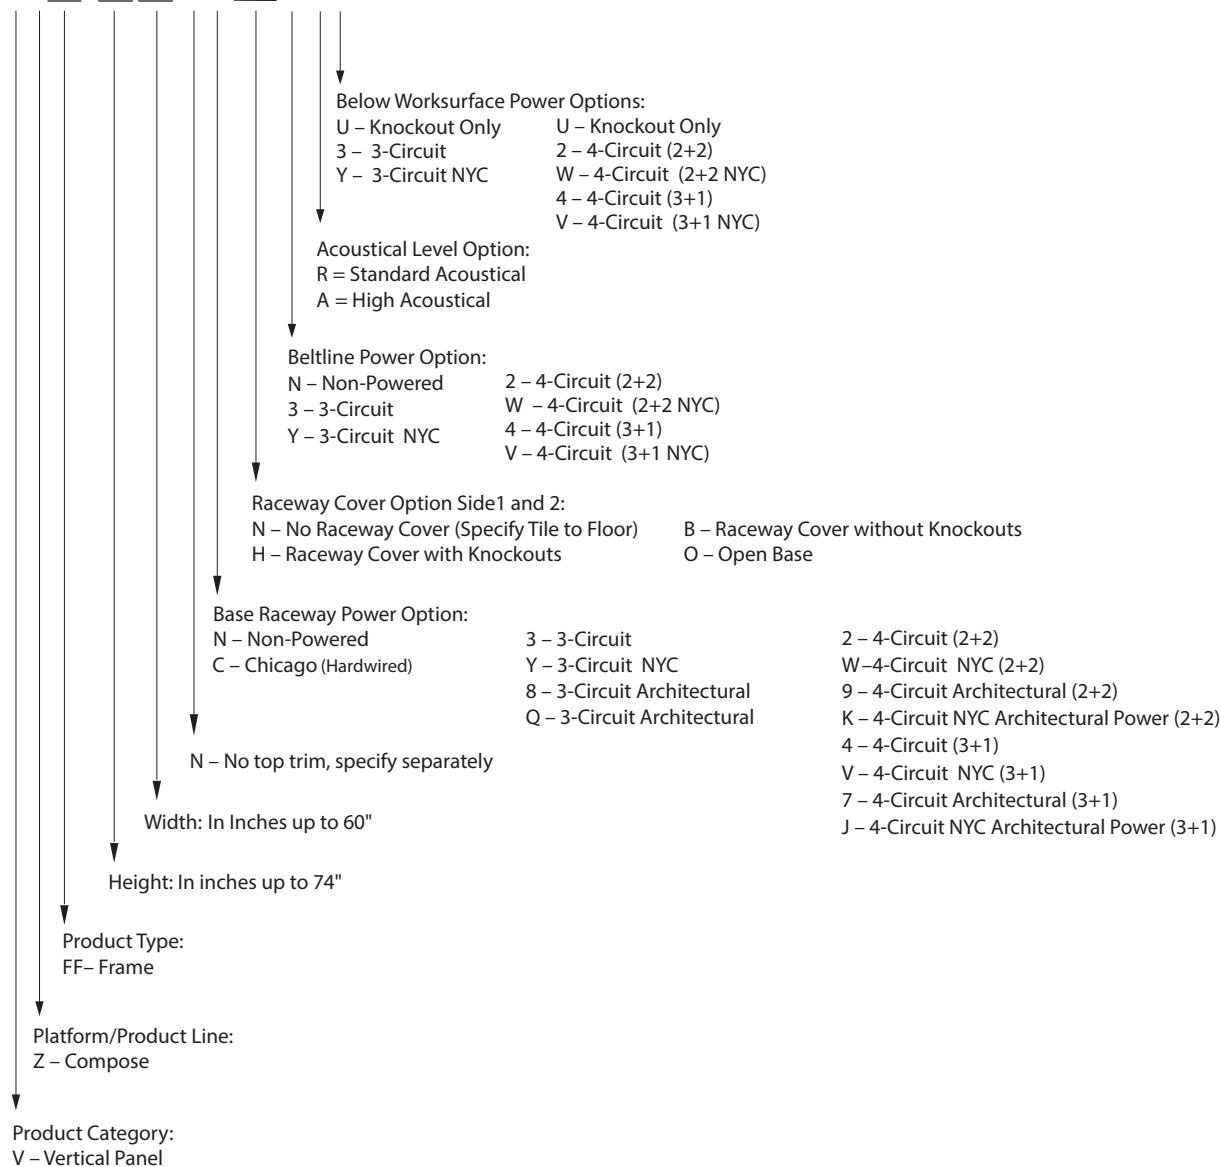 Below Worksurface Power Options:
U – Knockout Only
3 – 3-Circuit
Y – 3-Circuit NYC
U – Knockout Only
2 – 4-Circuit (2+2)
W – 4-Circuit (2+2 NYC)
4 – 4-Circuit (3+1)
V – 4-Circuit (3+1 NYC)
Acoustical Level Option:
R = Standard Acoustical
A = High Acoustical
Beltline Power Option:
N – Non-Powered
3 – 3-Circuit
Y – 3-Circuit NYC
2 – 4-Circuit (2+2)
W – 4-Circuit (2+2 NYC)
4 – 4-Circuit (3+1)
V – 4-Circuit (3+1 NYC)
Raceway Cover Option Side1 and 2:
N – No Raceway Cover (Specify Tile to Floor)
H – Raceway Cover with Knockouts
B – Raceway Cover without Knockouts
O – Open Base
Base Raceway Power Option:
N – Non-Powered
C – Chicago (Hardwired)
3 – 3-Circuit
Y – 3-Circuit NYC
8 – 3-Circuit Architectural
Q – 3-Circuit Architectural
2 – 4-Circuit (2+2)
W–4-Circuit NYC (2+2)
9 – 4-Circuit Architectural (2+2)
K – 4-Circuit NYC Architectural Power (2+2)
4 – 4-Circuit (3+1)
V – 4-Circuit NYC (3+1)
7 – 4-Circuit Architectural (3+1)
J – 4-Circuit NYC Architectural Power (3+1)
N – No top trim, specify separately
Width: In Inches up to 60"
Height: In inches up to 74"
Product Type:
FF– Frame
Platform/Product Line:
Z – Compose
Product Category:
V – Vertical Panel